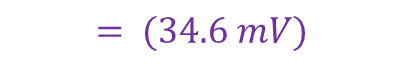 = (34.6 mV)